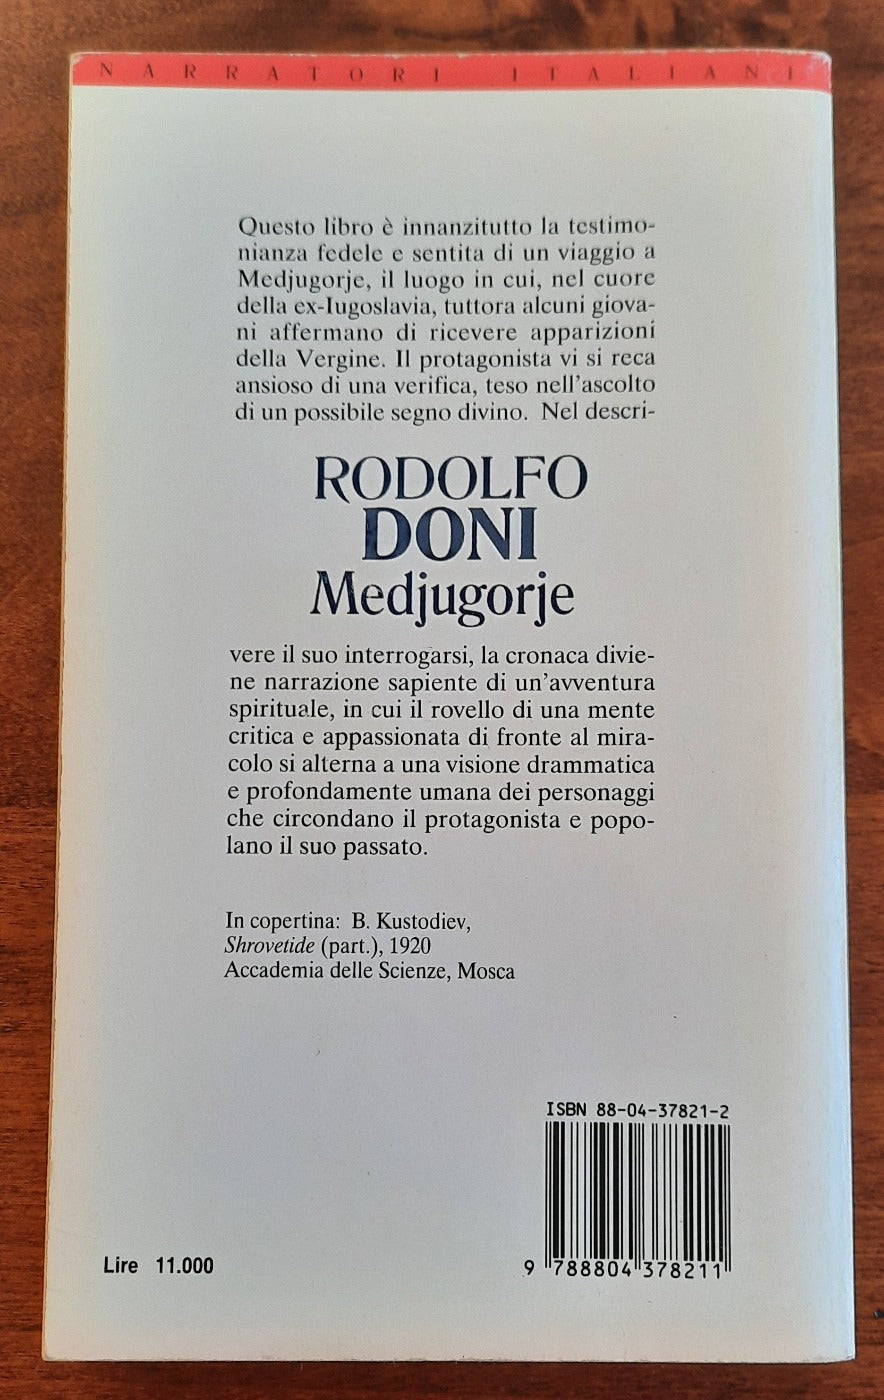 NARRATORI ITALIANI
Questo libro è innanzitutto la testimo-
nianza fedele e sentita di un viaggio a
Medjugorje, il luogo in cui, nel cuore
della ex-Iugoslavia, tuttora alcuni giova-
ni affermano di ricevere apparizioni
della Vergine. Il protagonista vi si reca
ansioso di una verifica, teso nell'ascolto
di un possibile segno divino. Nel descri-
RODOLFO
DONI
Medjugorje
vere il suo interrogarsi, la cronaca divie-
ne narrazione sapiente di un'avventura
spirituale, in cui il rovello di una mente
critica e appassionata di fronte al mira-
colo si alterna a una visione drammatica
e profondamente umana dei personaggi
che circondano il protagonista e popo-
lano il suo passato.
In copertina: B. Kustodiev,
Shrovetide (part.), 1920
Accademia delle Scienze, Mosca
ISBN 88-04-37821-2
9 788804 378211
Lire 11.000